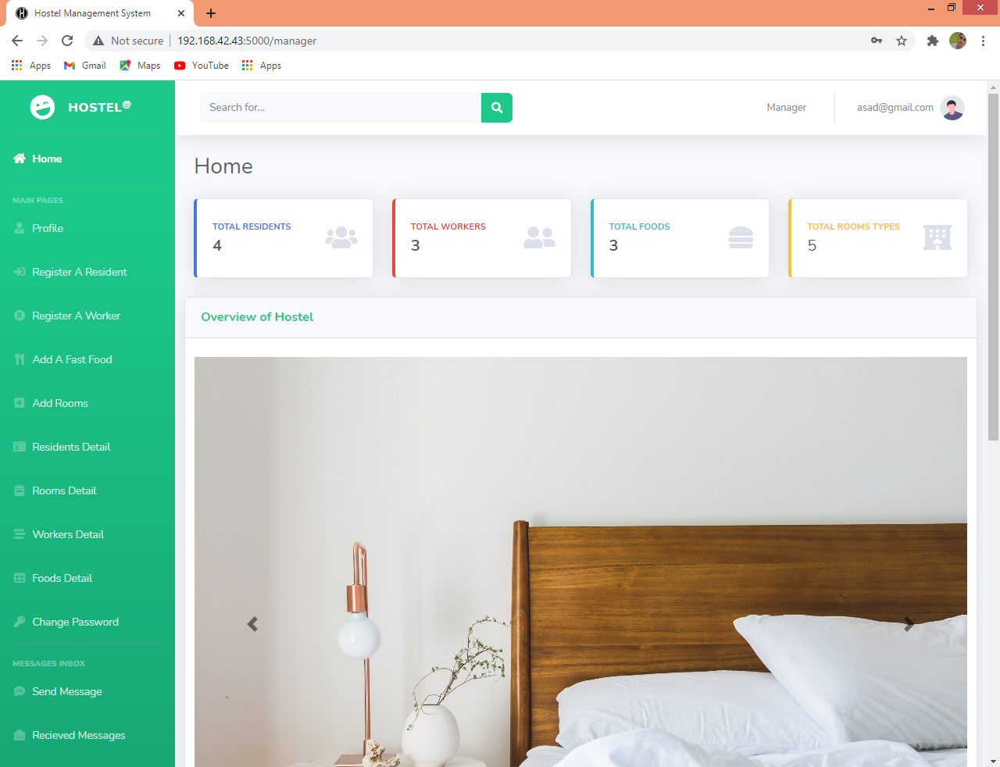 Hostel Management System
Not secure
192.168.42.43:5000/manager
Apps
Gmail
Maps
YouTube
Apps
HOSTEL@
Search for...
Manager
asad@gmail.com
Home
MAIN PAGES
Profile
Register A Resident
Register A Worker
Add A Fast Food
Add Rooms
Residents Detail
Rooms Detail
Workers Detail
Foods Detail
Change Password
MESSAGES INBOX
Send Message
Recieved Messages
Home
TOTAL RESIDENTS
4
TOTAL WORKERS
3
TOTAL FOODS
3
TOTAL ROOMS TYPES
5
Overview of Hostel